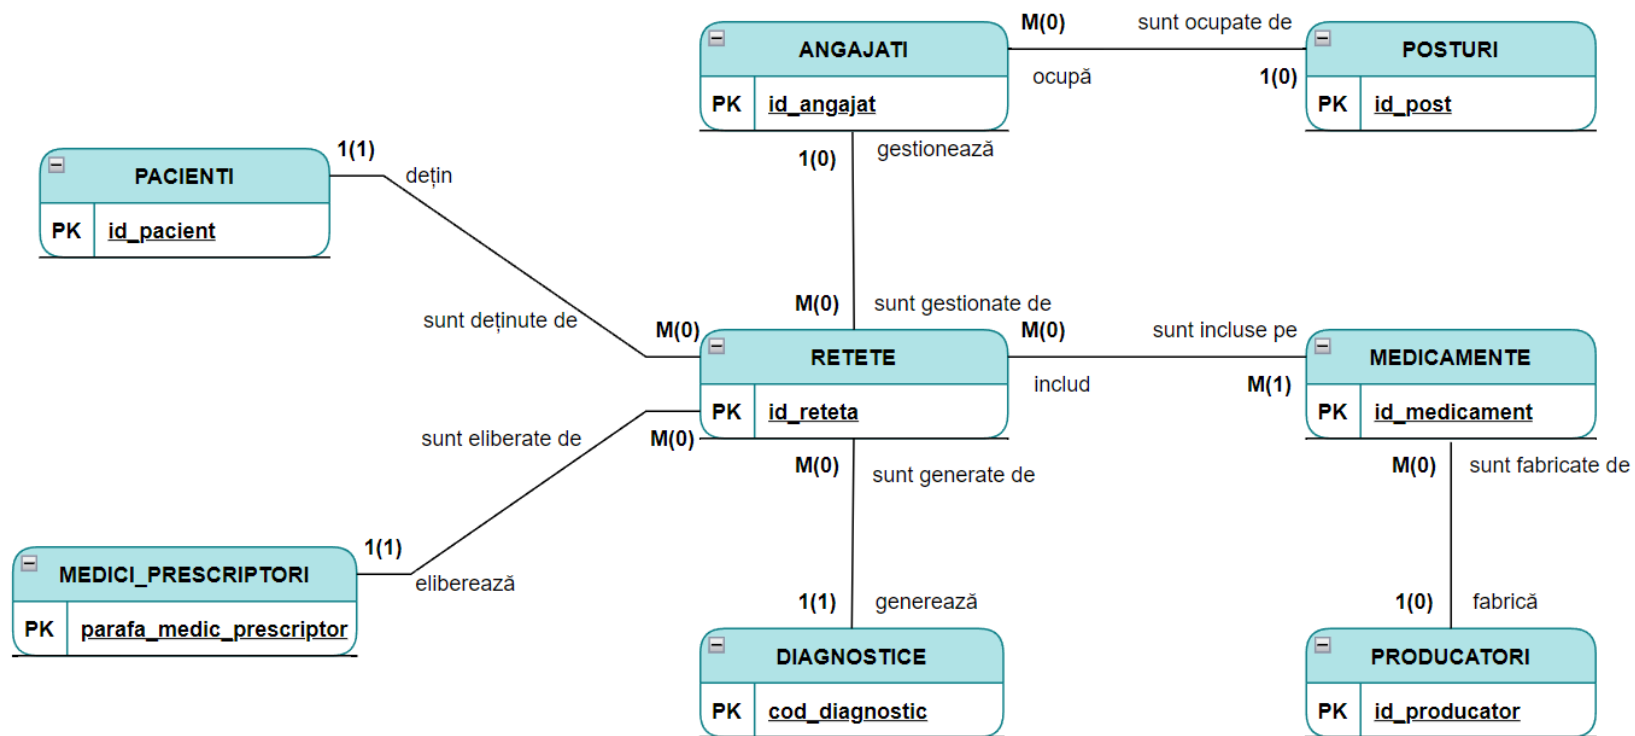 M(0) sunt ocupate de
ANGAJATI
POSTURI
ocupă
1(0)
PK id_angajat
PK id_post
1(0) gestionează
1(1)
dețin
PACIENTI
PK id_pacient
M(0) sunt gestionate de
sunt deținute de
M(0)
M(0)
sunt incluse pe
RETETE
MEDICAMENTE
includ
M(1)
PK id_reteta
PK id_medicament
sunt eliberate de
M(0)
M(0) sunt generate de
M(0) sunt fabricate de
1(1)
eliberează
MEDICI_PRESCRIPTORI
PK parafa_medic_prescriptor
1(1) generează
1(0) fabrică
DIAGNOSTICE
PRODUCATORI
PK cod_diagnostic
PK id_producator